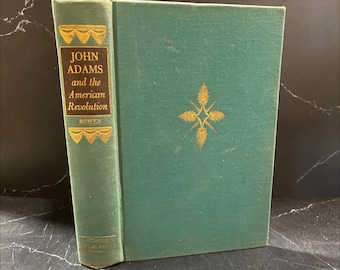 JOHN
ADAMS
and the
American
Revolution
BOWEN